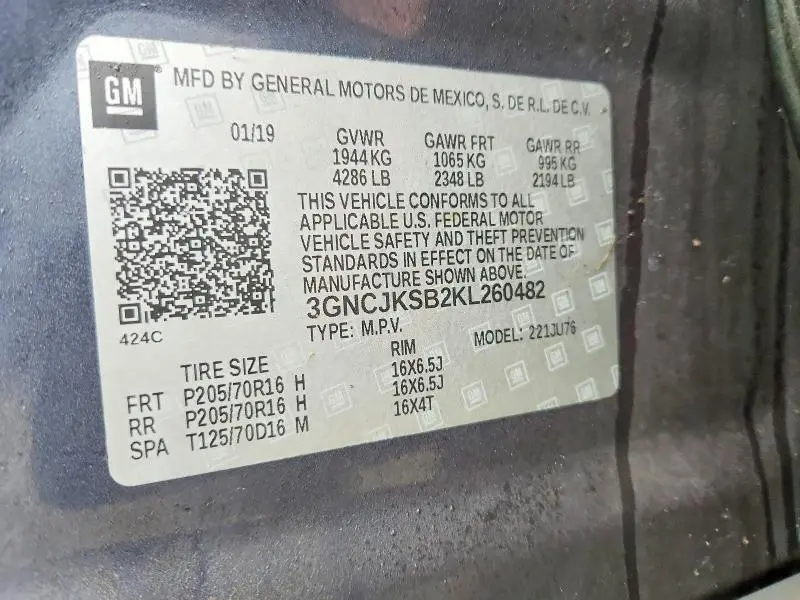 GM
MFD BY GENERAL MOTORS DE MEXICO, S. DE R.L. DE C.V.
01/19 GVWR GAWR FRT GAWR RR
1944 KG 1065 KG 995 KG
4286 LB 2348 LB 2194 LB
THIS VEHICLE CONFORMS TO ALL
APPLICABLE U.S. FEDERAL MOTOR
VEHICLE SAFETY AND THEFT PREVENTION
STANDARDS IN EFFECT ON THE DATE OF
MANUFACTURE SHOWN ABOVE.
3GNCJKSB2KL260482
424C
TYPE: M.P.V. MODEL: 221JU76
TIRE SIZE RIM
FRT P205/70R16 H 16X6.5J
RR P205/70R16 H 16X6.5J
SPA T125/70D16 M 16X4T